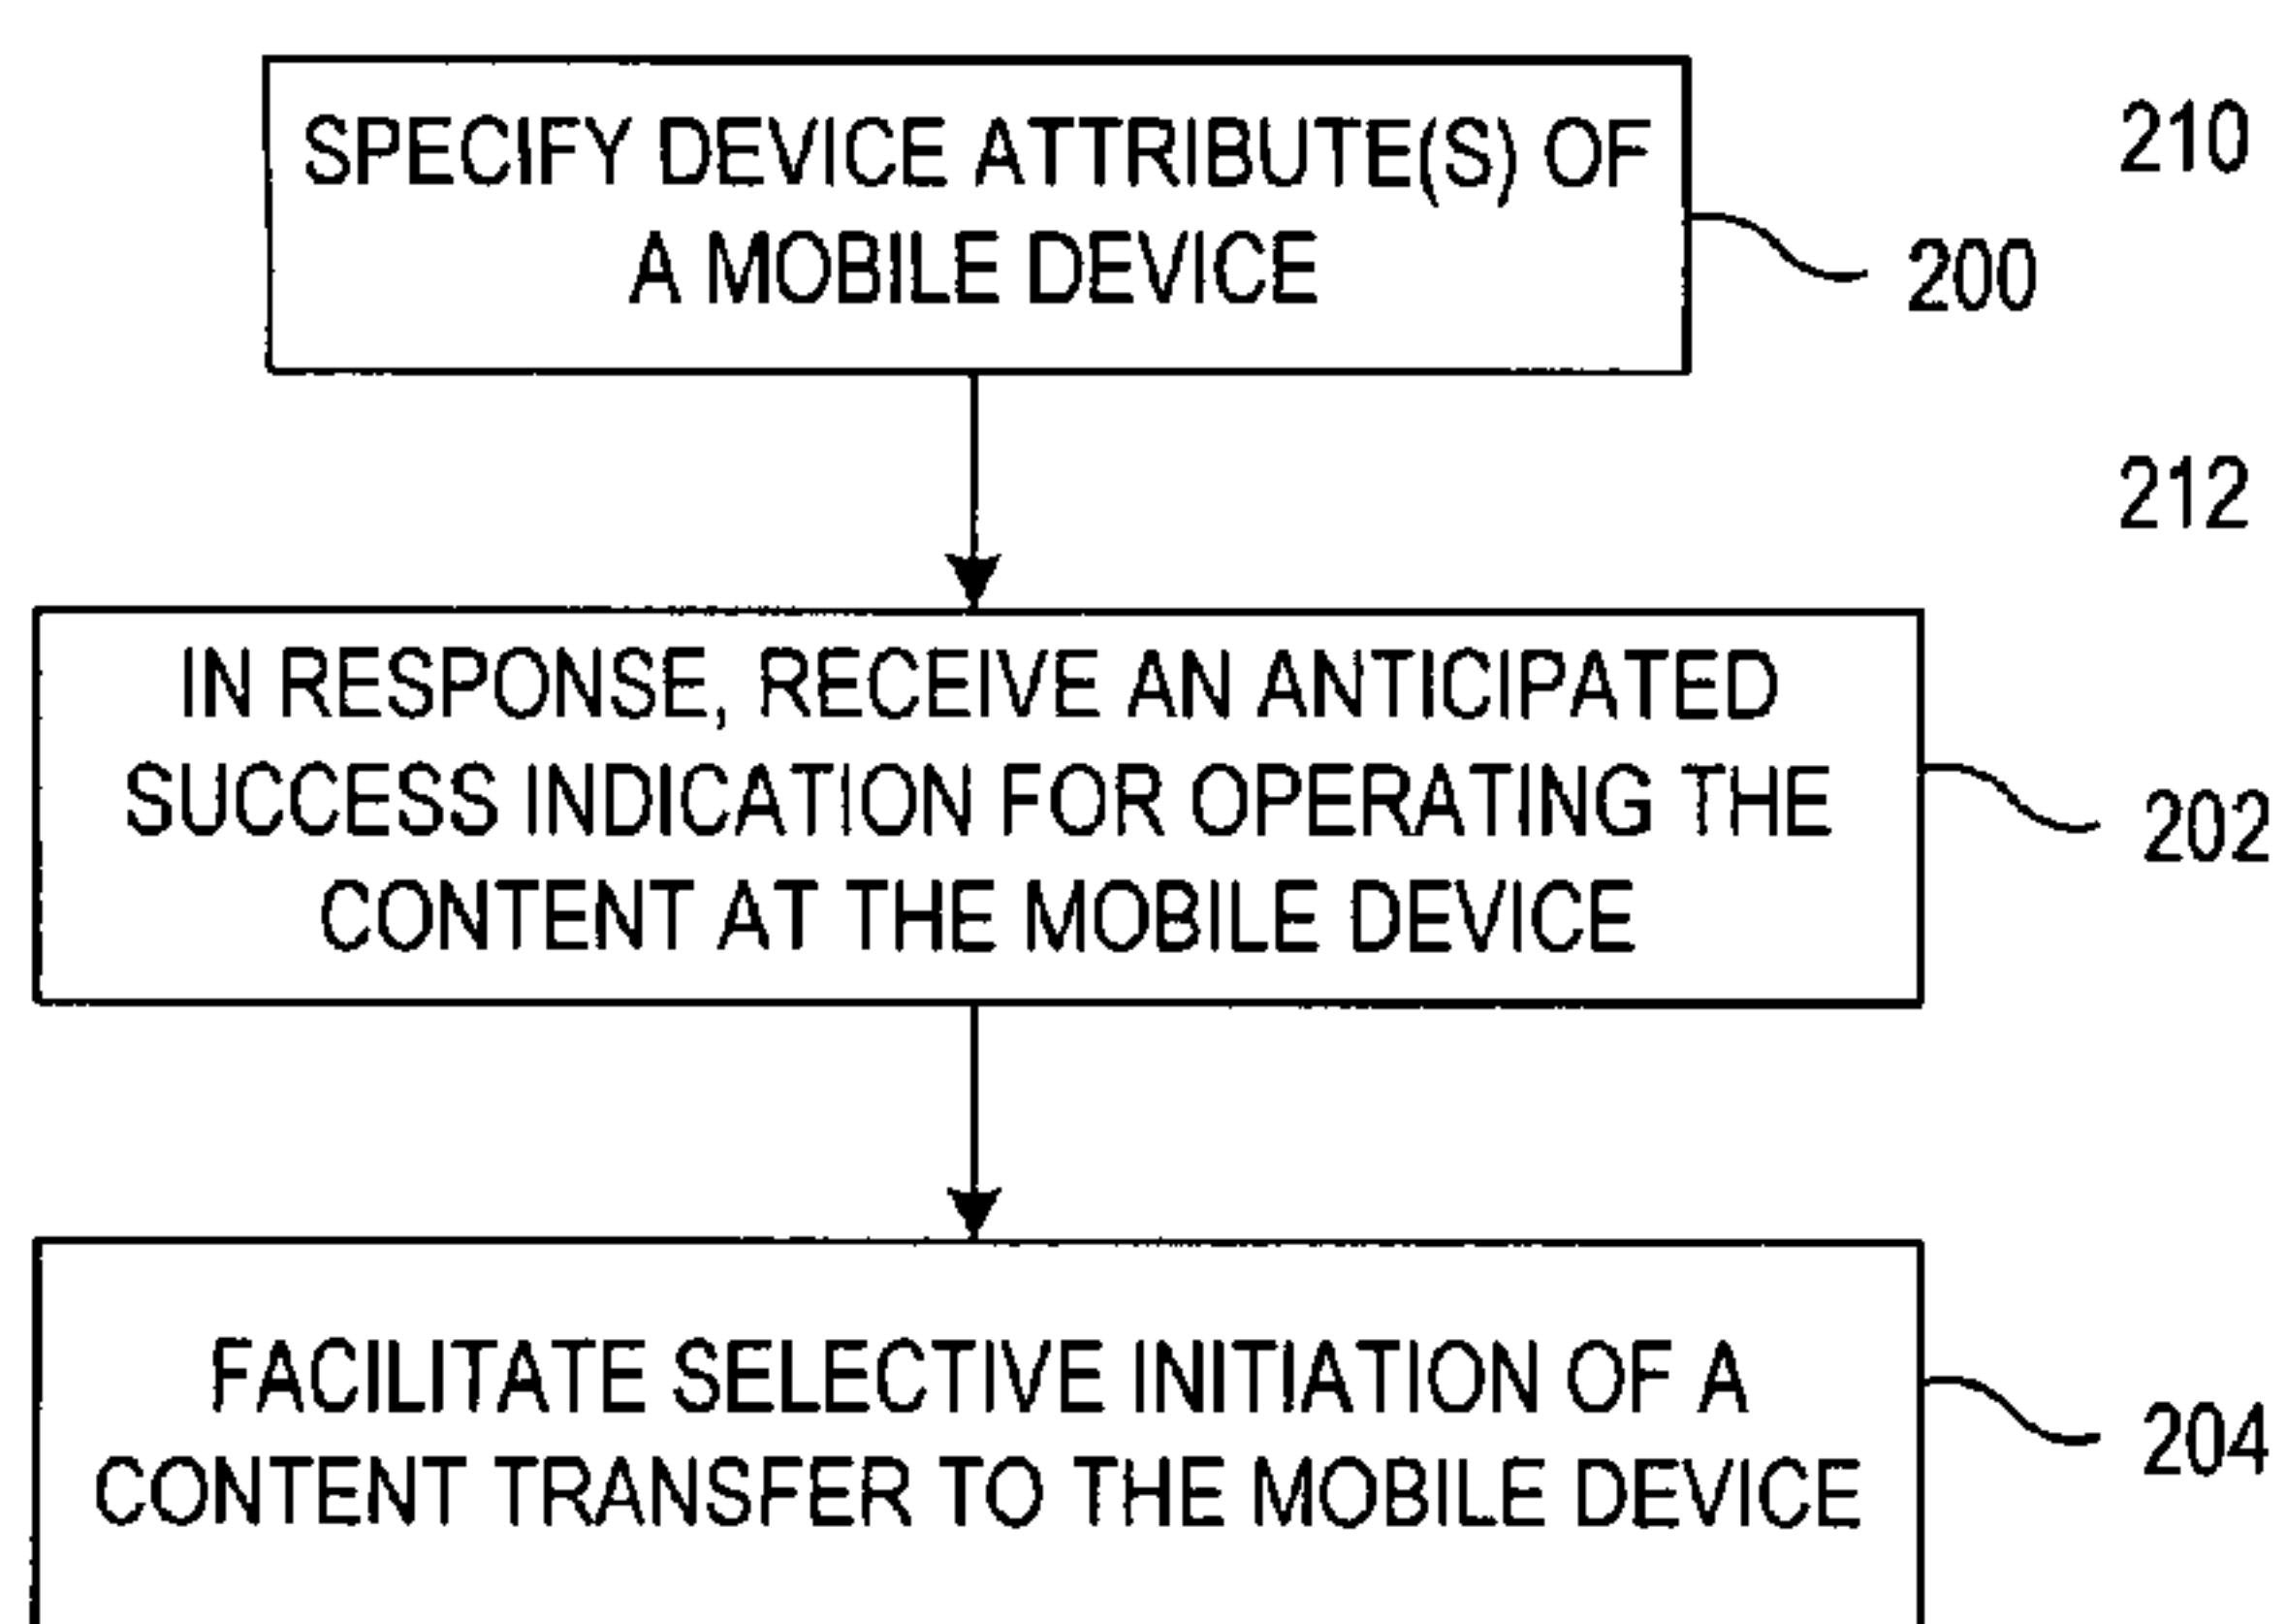 SPECIFY DEVICE ATTRIBUTE(S) OF
A MOBILE DEVICE
210
200
212
IN RESPONSE, RECEIVE AN ANTICIPATED
SUCCESS INDICATION FOR OPERATING THE
CONTENT AT THE MOBILE DEVICE
202
FACILITATE SELECTIVE INITIATION OF A
CONTENT TRANSFER TO THE MOBILE DEVICE
204